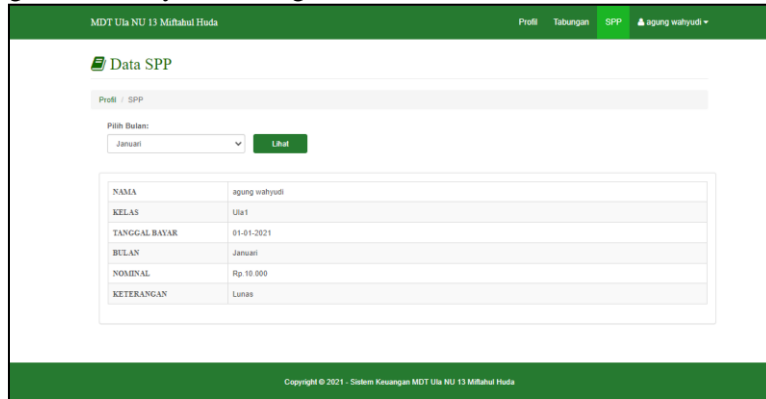 MDT Ula NU 13 Miftahul Huda Profil Tabungan SPP agung wahyudi
Data SPP
Profil / SPP
Pilih Bulan:
Januari Lihat
NAMA agung wahyudi
KELAS Ula1
TANGGAL BAYAR 01-01-2021
BULAN Januari
NOMINAL Rp.10.000
KETERANGAN Lunas
Copyright © 2021 - Sistem Keuangan MDT Ula NU 13 Miftahul Huda